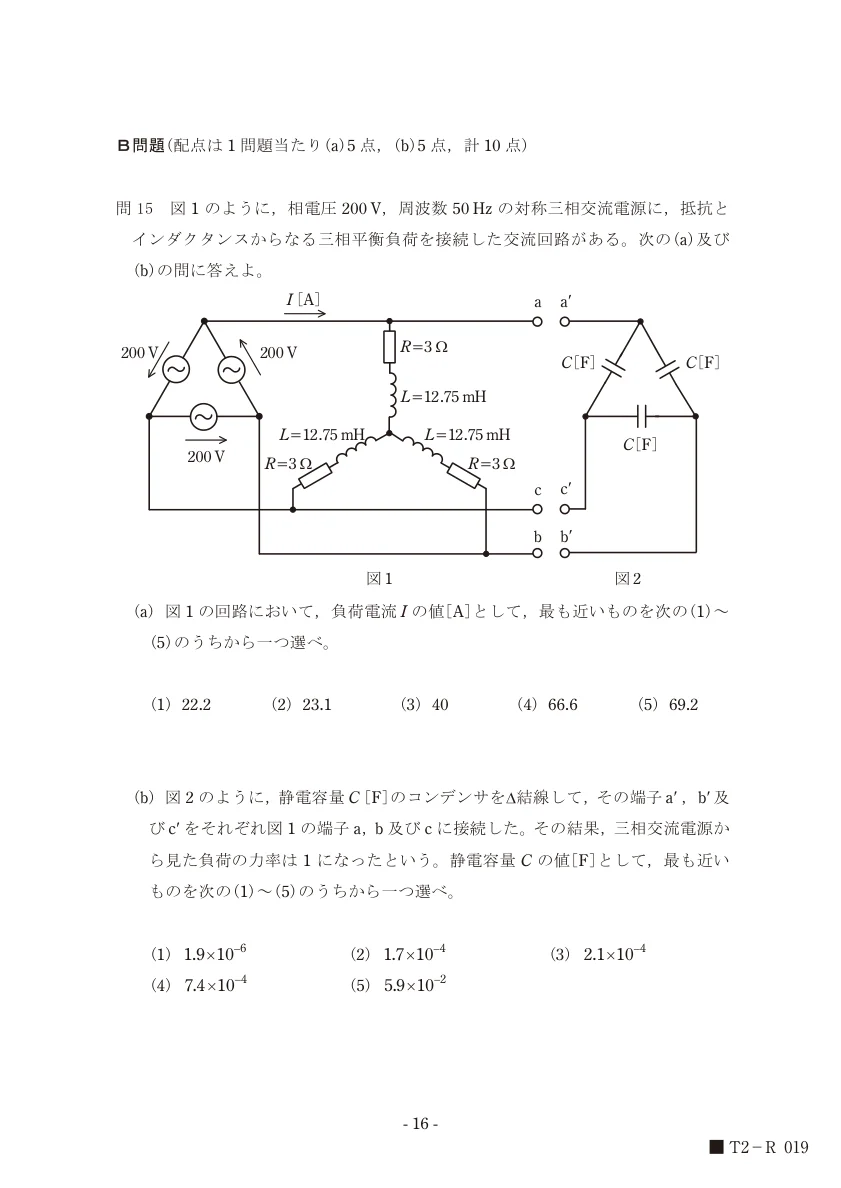 B問題(配点は1問題当たり(a)5点，(b)5点，計10点)
問15 図1のように，相電圧200 V，周波数50 Hzの対称三相交流電源に，抵抗と
インダクタンスからなる三相平衡負荷を接続した交流回路がある。次の(a)及び
(b)の問に答えよ。
I [A]
a a′
200 V 200 V
R=3 Ω
C[F] C[F]
L=12.75 mH
L=12.75 mH L=12.75 mH
C[F]
200 V
R=3 Ω R=3 Ω
c c′
b b′
図1 図2
(a) 図1の回路において，負荷電流Iの値[A]として，最も近いものを次の(1)～
(5)のうちから一つ選べ。
(1) 22.2 (2) 23.1 (3) 40 (4) 66.6 (5) 69.2
(b) 図2のように，静電容量C [F]のコンデンサをΔ結線して，その端子a′，b′及
びc′をそれぞれ図1の端子a，b及びcに接続した。その結果，三相交流電源か
ら見た負荷の力率は1になったという。静電容量Cの値[F]として，最も近い
ものを次の(1)～(5)のうちから一つ選べ。
(1) 1.9×10⁻⁶ (2) 1.7×10⁻⁴ (3) 2.1×10⁻⁴
(4) 7.4×10⁻⁴ (5) 5.9×10⁻²
- 16 -
■ T2－R 019